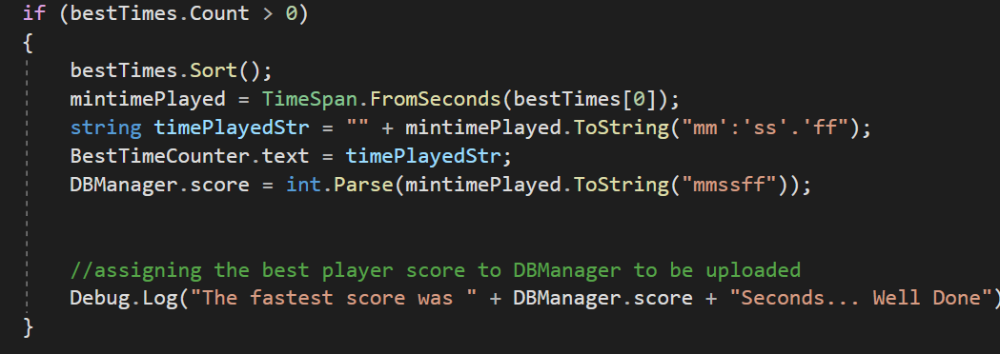 if (bestTimes.Count > 0)
{
bestTimes.Sort();
mintimePlayed = TimeSpan.FromSeconds(bestTimes[0]);
string timePlayedStr = "" + mintimePlayed.ToString("mm':'ss'.'ff");
BestTimeCounter.text = timePlayedStr;
DBManager.score = int.Parse(mintimePlayed.ToString("mmssff"));
//assigning the best player score to DBManager to be uploaded
Debug.Log("The fastest score was " + DBManager.score + "Seconds... Well Done")
}